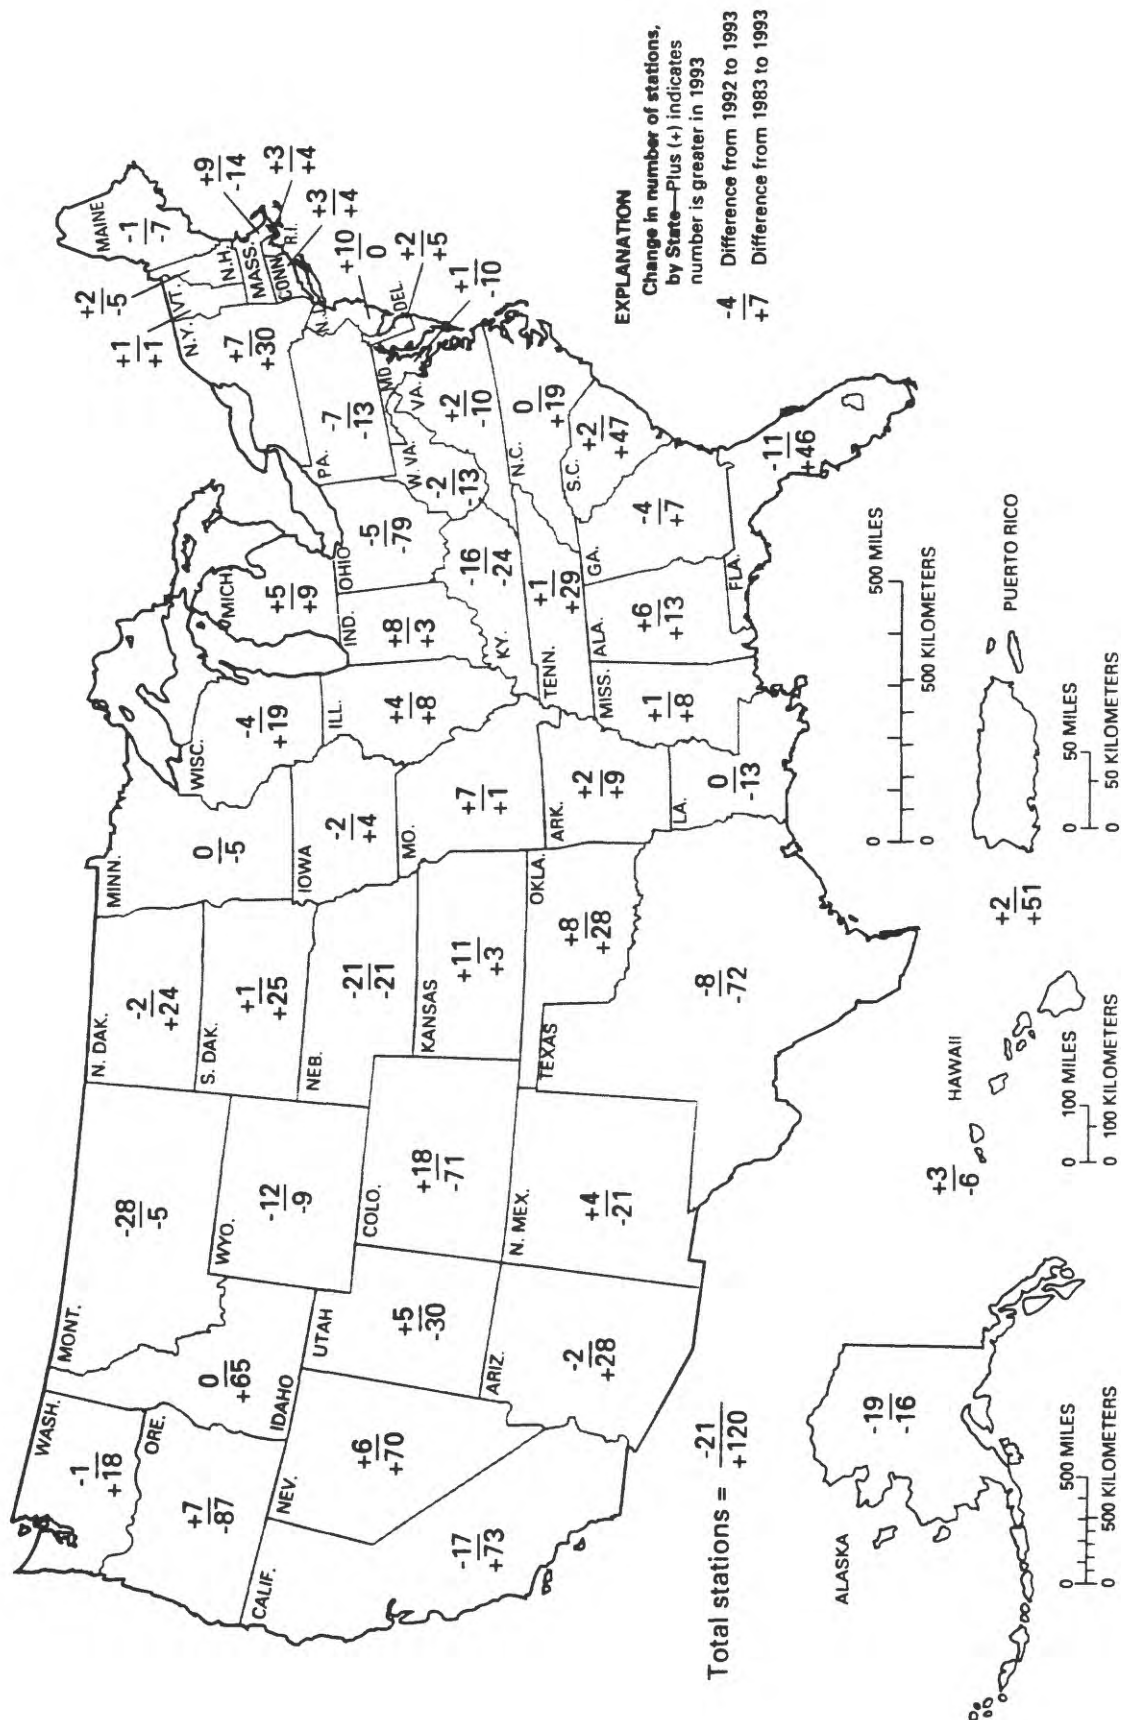 WASH.
-1
+18
ORE.
+7
-87
CALIF.
-17
+73
NEV.
+6
+70
IDAHO
0
+65
MONT.
-28
-5
WYO.
-12
-9
UTAH
+5
-30
COLO.
+18
-71
ARIZ.
-2
+28
N. MEX.
+4
-21
N. DAK.
-2
+24
S. DAK.
+1
+25
NEB.
-21
-21
KANSAS
+11
+3
OKLA.
+8
+28
TEXAS
-8
-72
MINN.
0
-5
IOWA
-2
+4
MO.
+7
+1
ARK.
+2
+9
LA.
0
-13
WISC.
-4
+19
ILL.
+4
+8
MICH.
+5
+9
IND.
+8
+3
OHIO
-5
-79
KY.
-16
-24
TENN.
+1
+29
MISS.
+1
+8
ALA.
+6
+13
GA.
-4
+7
FLA.
-11
+46
S.C.
+2
+47
N.C.
0
+19
VA.
+2
-10
W. VA.
-2
-13
MD.
+1
-10
DEL.
+2
+5
PA.
-7
-13
N.J.
+10
0
N.Y.
+7
+30
CONN.
+3
+4
R.I.
+3
+4
MASS.
+9
-14
VT.
+1
+1
N.H.
+2
-5
MAINE
-1
-7
EXPLANATION
Change in number of stations,
by State—Plus (+) indicates
number is greater in 1993
-4 Difference from 1992 to 1993
+7 Difference from 1983 to 1993
Total stations = -21
+120
0 500 MILES
0 500 KILOMETERS
ALASKA
-19
-16
0 500 MILES
0 500 KILOMETERS
HAWAII
+3
-6
0 100 MILES
0 100 KILOMETERS
PUERTO RICO
+2
+51
0 50 MILES
0 50 KILOMETERS